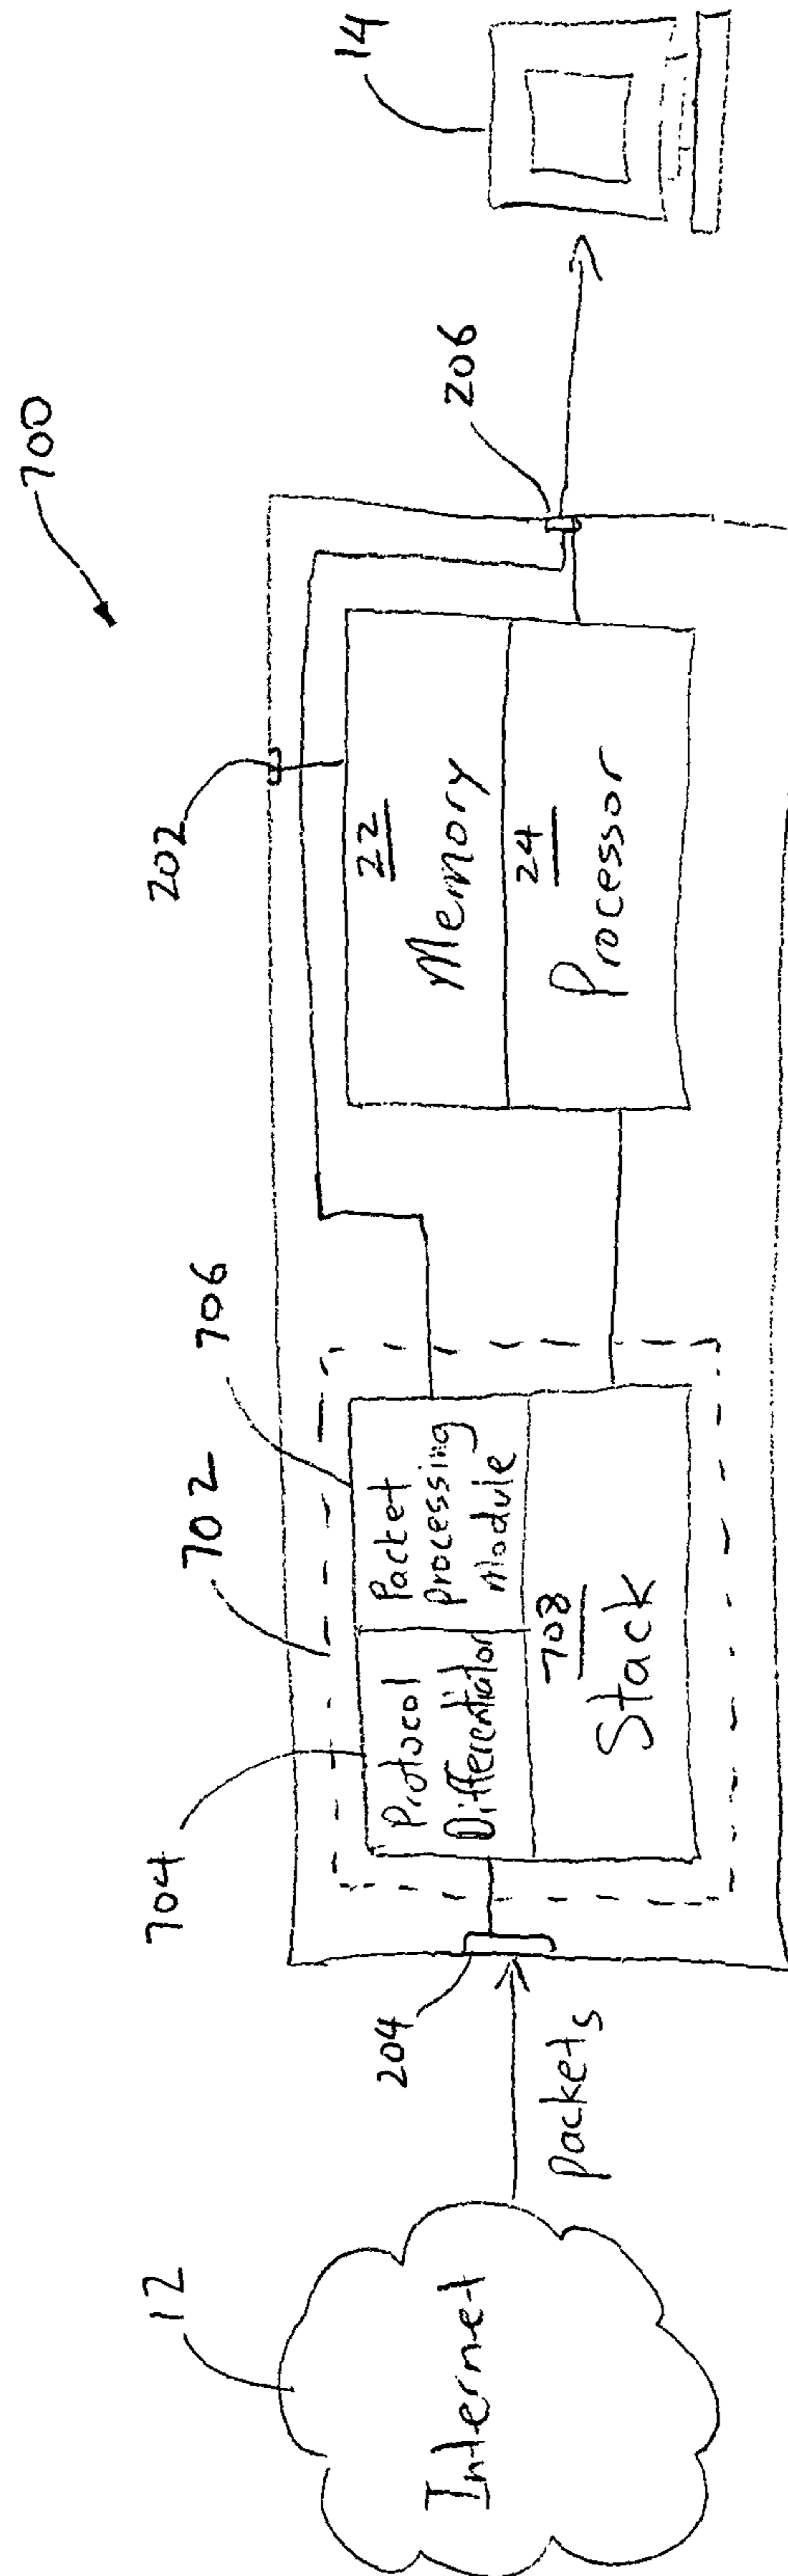 700
12
Internet
packets
204
704
702
706
Protocol
Differentiator
Packet
processing
module
708
Stack
202
22
Memory
24
Processor
206
14